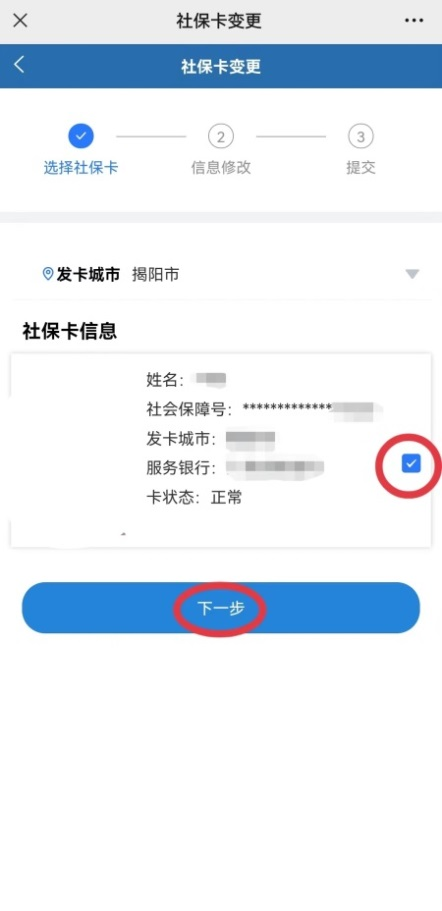 社保卡变更
社保卡变更
2
3
选择社保卡
信息修改
提交
发卡城市 揭阳市
社保卡信息
姓名:
社会保障号: *************
发卡城市:
服务银行:
卡状态: 正常
下一步